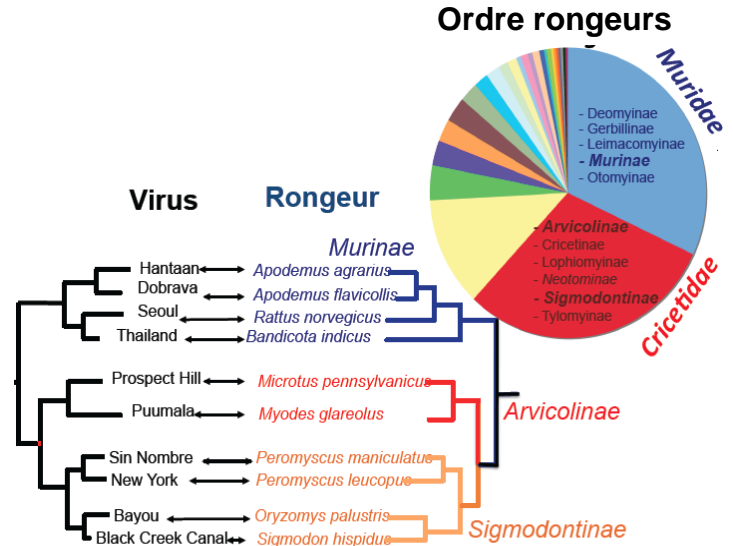 Ordre rongeurs
Muridae
- Deomyinae
- Gerbillinae
- Leimacomyinae
- Murinae
- Otomyinae
- Arvicolinae
- Cricetinae
- Lophiomyinae
- Neotominae
- Sigmodontinae
- Tylomyinae
Cricetidae
Virus
Rongeur
Murinae
Hantaan
Apodemus agrarius
Dobrava
Apodemus flavicollis
Seoul
Rattus norvegicus
Thailand
Bandicota indicus
Prospect Hill
Microtus pennsylvanicus
Puumala
Myodes glareolus
Arvicolinae
Sin Nombre
Peromyscus maniculatus
New York
Peromyscus leucopus
Bayou
Oryzomys palustris
Black Creek Canal
Sigmodon hispidus
Sigmodontinae